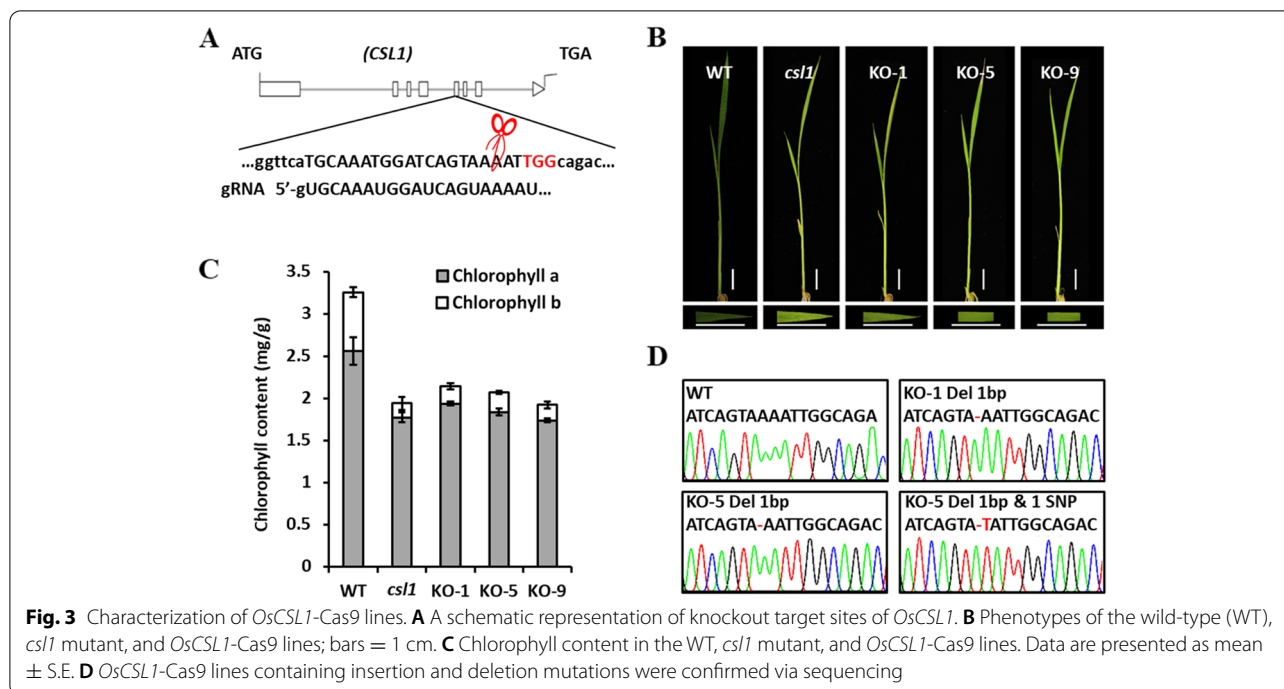 A
ATG (CSL1) TGA
...ggttcaTGCAAATGGATCAGTAAAATTGGcagac...
gRNA 5'-gUGCAAAUGGAUCAGUAAAAU...
B
WT csl1 KO-1 KO-5 KO-9
C
Chlorophyll content (mg/g)
3.5
3
2.5
2
1.5
1
0.5
0
Chlorophyll a
Chlorophyll b
WT csl1 KO-1 KO-5 KO-9
D
WT
ATCAGTAAAATTGGCAGA
KO-1 Del 1bp
ATCAGTA-AATTGGCAGAC
KO-5 Del 1bp
ATCAGTA-AATTGGCAGAC
KO-5 Del 1bp & 1 SNP
ATCAGTA-TATTGGCAGAC
Fig. 3 Characterization of OsCSL1-Cas9 lines. A A schematic representation of knockout target sites of OsCSL1. B Phenotypes of the wild-type (WT),
csl1 mutant, and OsCSL1-Cas9 lines; bars = 1 cm. C Chlorophyll content in the WT, csl1 mutant, and OsCSL1-Cas9 lines. Data are presented as mean
± S.E. D OsCSL1-Cas9 lines containing insertion and deletion mutations were confirmed via sequencing